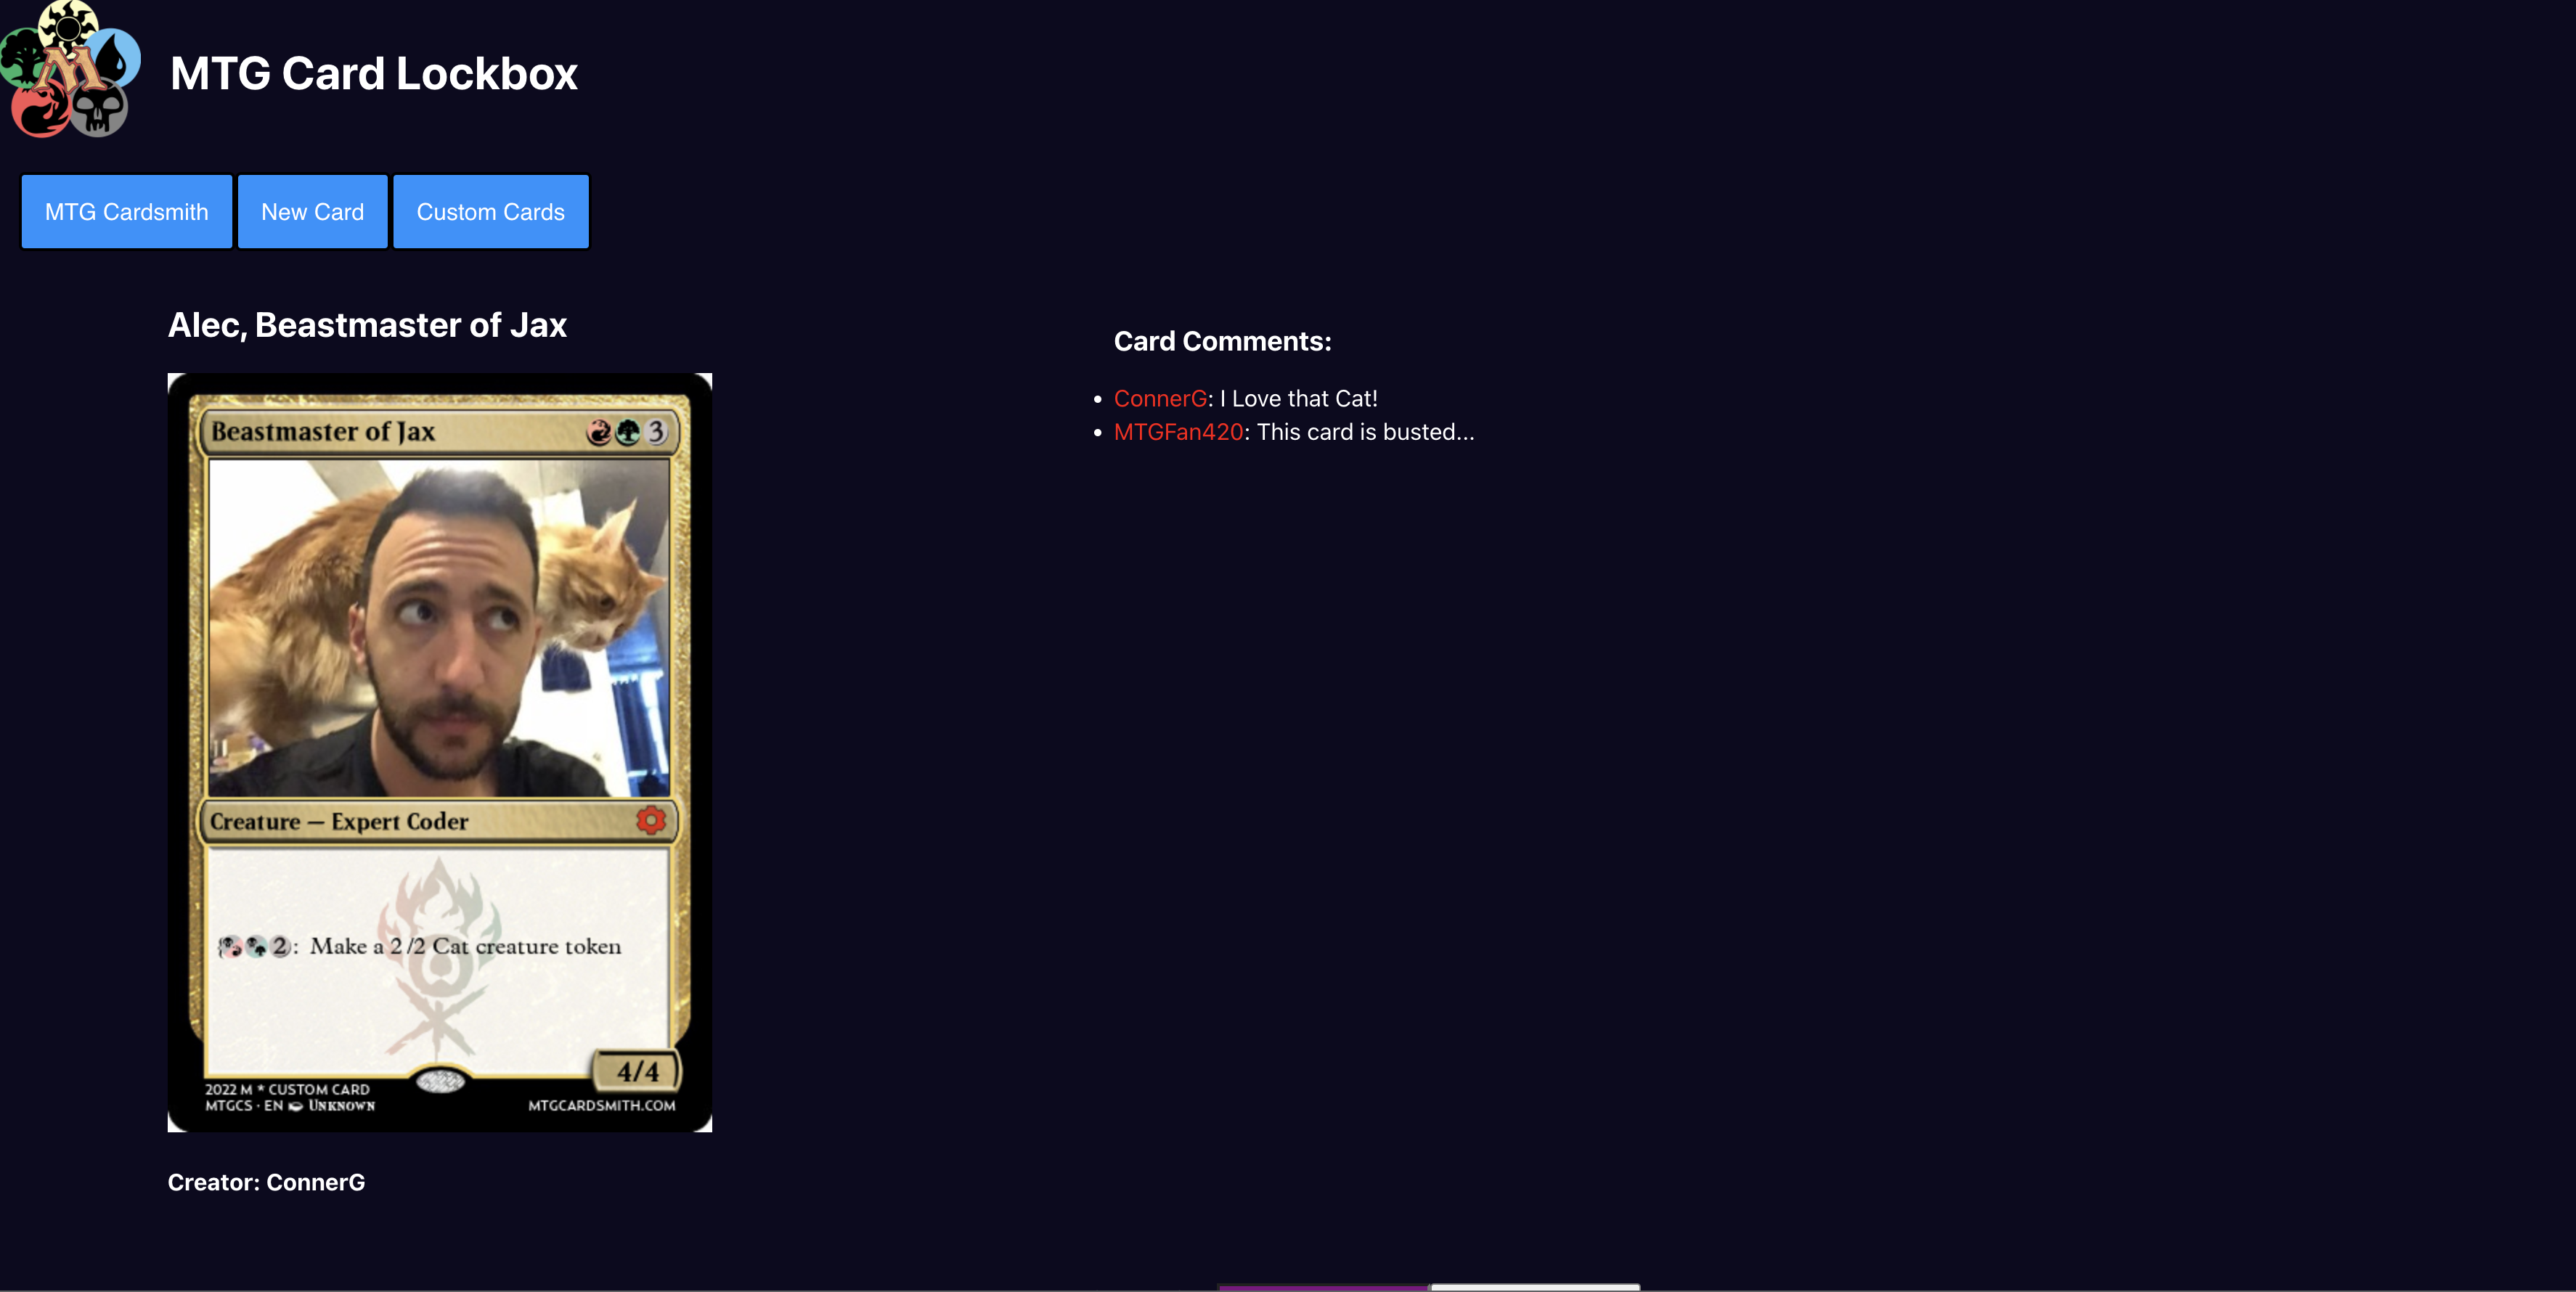 M
MTG Card Lockbox
MTG Cardsmith
New Card
Custom Cards
Alec, Beastmaster of Jax
Beastmaster of Jax 3
Creature — Expert Coder
2: Make a 2/2 Cat creature token
4/4
2022 M * CUSTOM CARD
MTGCS · EN UNKNOWN
MTGCARDSMITH.COM
Creator: ConnerG
Card Comments:
ConnerG: I Love that Cat!
MTGFan420: This card is busted...